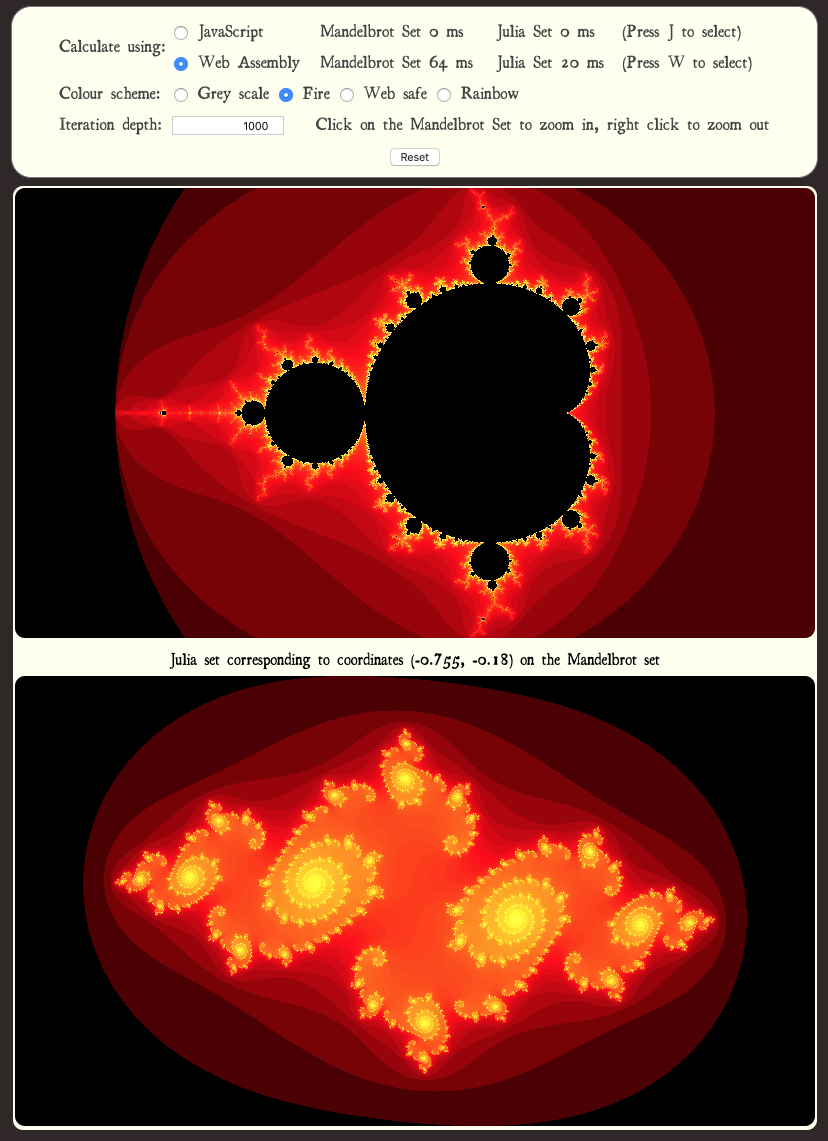 Calculate using:
JavaScript Mandelbrot Set 0 ms Julia Set 0 ms (Press J to select)
Web Assembly Mandelbrot Set 64 ms Julia Set 20 ms (Press W to select)
Colour scheme: Grey scale Fire Web safe Rainbow
Iteration depth: 1000 Click on the Mandelbrot Set to zoom in, right click to zoom out
Reset
Julia set corresponding to coordinates (-0.755, -0.18) on the Mandelbrot set